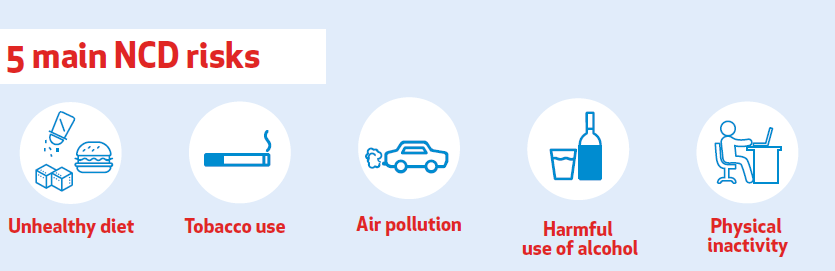 5 main NCD risks
Unhealthy diet
Tobacco use
Air pollution
Harmful
use of alcohol
Physical
inactivity